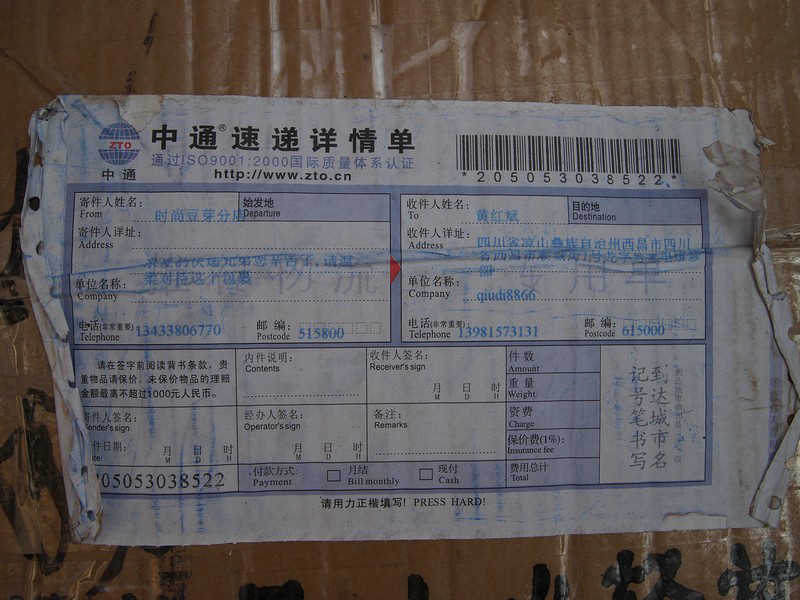 ZTO
中通
中通®速递详情单
通过ISO9001:2000国际质量体系认证
http://www.zto.cn
*205053038522*
寄件人姓名:
From
时尚豆芽分店
始发地
Departure
寄件人详址:
Address
单位名称:
Company
电话(非常重要)
Telephone
13433806770
邮 编:
Postcode
515800
收件人姓名:
To
黄红斌
目的地
Destination
收件人详址:
Address
四川省凉山彝族自治州西昌市四川
单位名称:
Company
qiudi8866
电话(非常重要)
Telephone
13981573131
邮 编:
Postcode
615000
请在签字前阅读背书条款，贵
重物品请保价，未保价物品的理赔
金额最高不超过1000元人民币。
内件说明:
Contents
收件人签名:
Receiver's sign
月 日 时
M D H
件 数
Amount
重 量
Weight
资费
Charge
保价费(1%):
Insurance fee
费用总计
Total
到达城市名
记号笔书写
寄件人签名:
Sender's sign
经办人签名:
Operator's sign
备注:
Remarks
件日期:
月 日 时
M D H
月 日 时
M D H
05053038522
付款方式:
Payment
月结
Bill monthly
现付
Cash
请用力正楷填写! PRESS HARD!